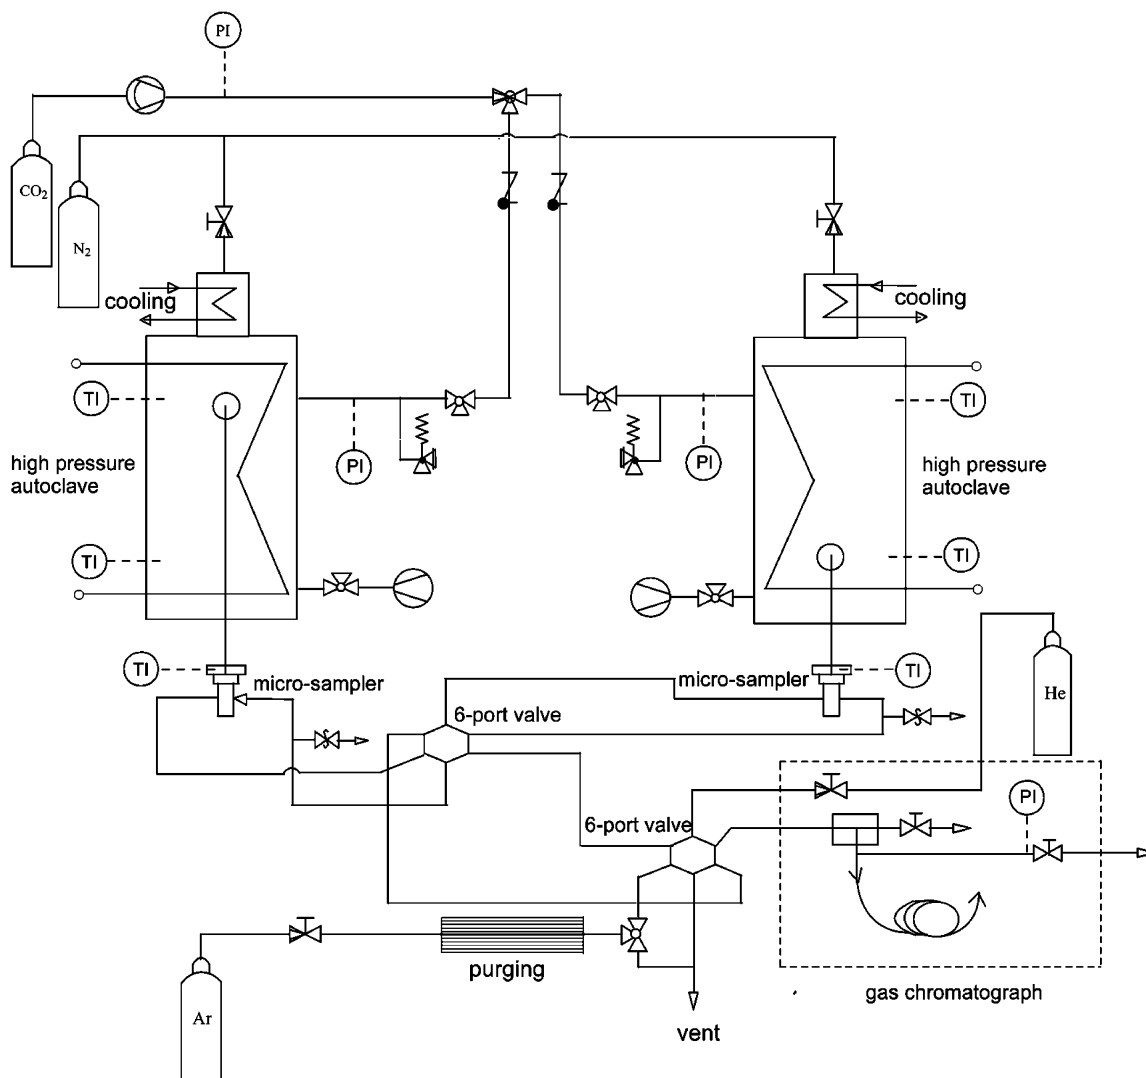 PI
CO₂
N₂
cooling
cooling
TI
TI
high pressure
autoclave
PI
PI
high pressure
autoclave
TI
TI
TI
micro-sampler
micro-sampler
TI
He
6-port valve
6-port valve
PI
purging
gas chromatograph
Ar
vent